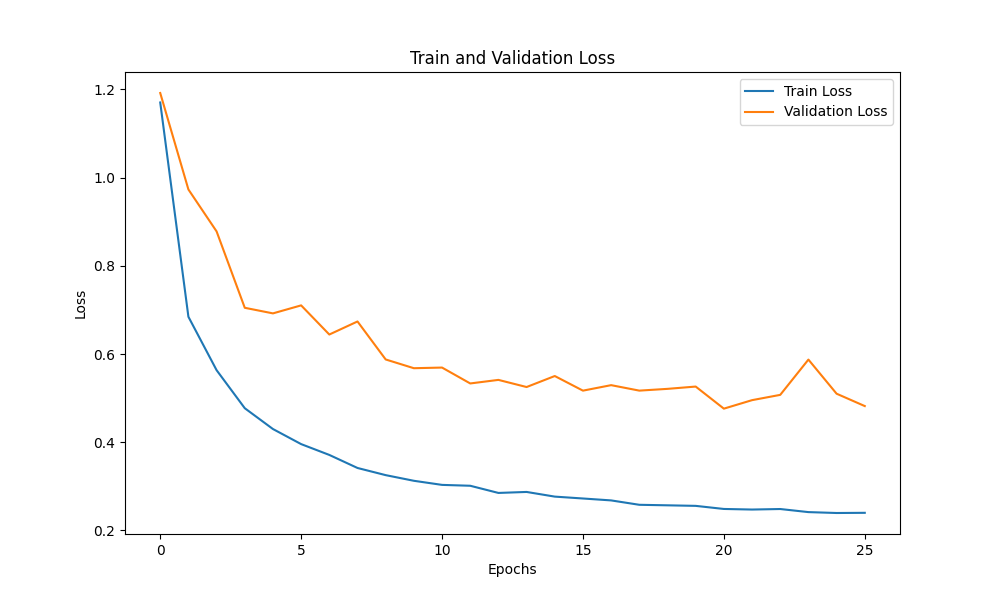 Train and Validation Loss
Train Loss
Validation Loss
Loss
1.2
1.0
0.8
0.6
0.4
0.2
0 5 10 15 20 25
Epochs